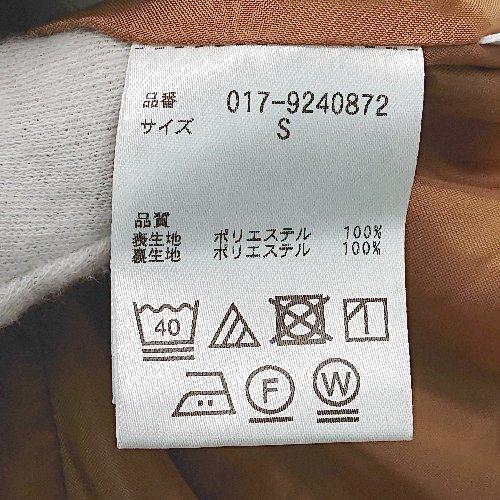 品番 017-9240872
サイズ S
品質
表生地 ポリエステル 100%
裏生地 ポリエステル 100%
40
F W